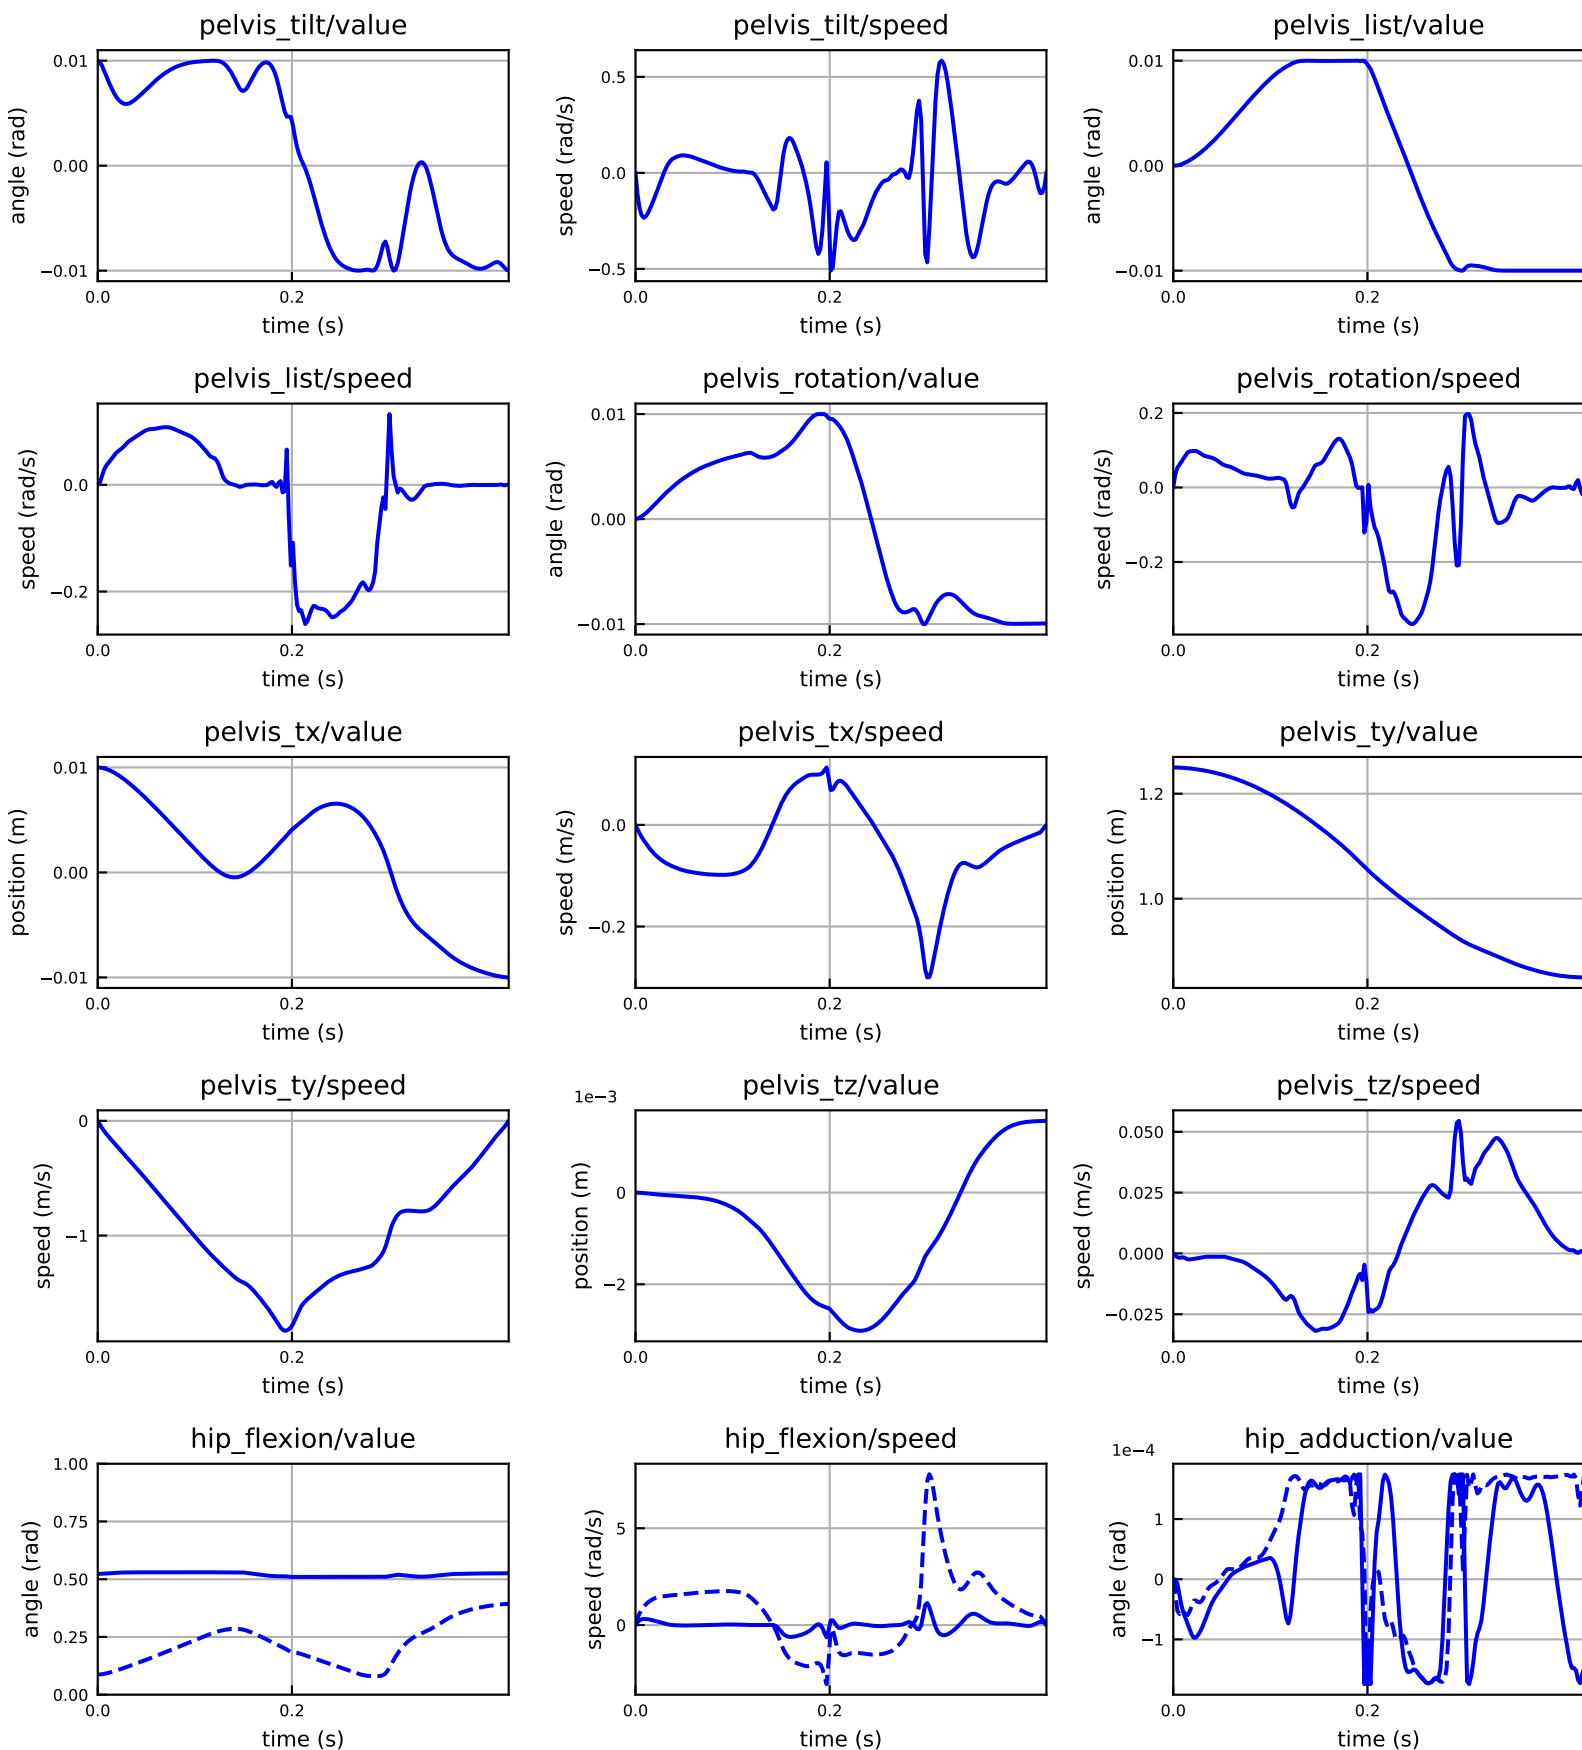 pelvis_tilt/value
pelvis_tilt/speed
pelvis_list/value
angle (rad)
0.01
0.00
−0.01
0.0
0.2
time (s)
speed (rad/s)
0.5
0.0
−0.5
0.0
0.2
time (s)
angle (rad)
0.01
0.00
−0.01
0.0
0.2
time (s)
pelvis_list/speed
pelvis_rotation/value
pelvis_rotation/speed
speed (rad/s)
0.0
−0.2
0.0
0.2
time (s)
angle (rad)
0.01
0.00
−0.01
0.0
0.2
time (s)
speed (rad/s)
0.2
0.0
−0.2
0.0
0.2
time (s)
pelvis_tx/value
pelvis_tx/speed
pelvis_ty/value
position (m)
0.01
0.00
−0.01
0.0
0.2
time (s)
speed (m/s)
0.0
−0.2
0.0
0.2
time (s)
position (m)
1.2
1.0
0.0
0.2
time (s)
pelvis_ty/speed
pelvis_tz/value
pelvis_tz/speed
speed (m/s)
0
−1
0.0
0.2
time (s)
1e−3
position (m)
0
−2
0.0
0.2
time (s)
speed (m/s)
0.050
0.025
0.000
−0.025
0.0
0.2
time (s)
hip_flexion/value
hip_flexion/speed
hip_adduction/value
angle (rad)
1.00
0.75
0.50
0.25
0.00
0.0
0.2
time (s)
speed (rad/s)
5
0
0.0
0.2
time (s)
1e−4
angle (rad)
1
0
−1
0.0
0.2
time (s)